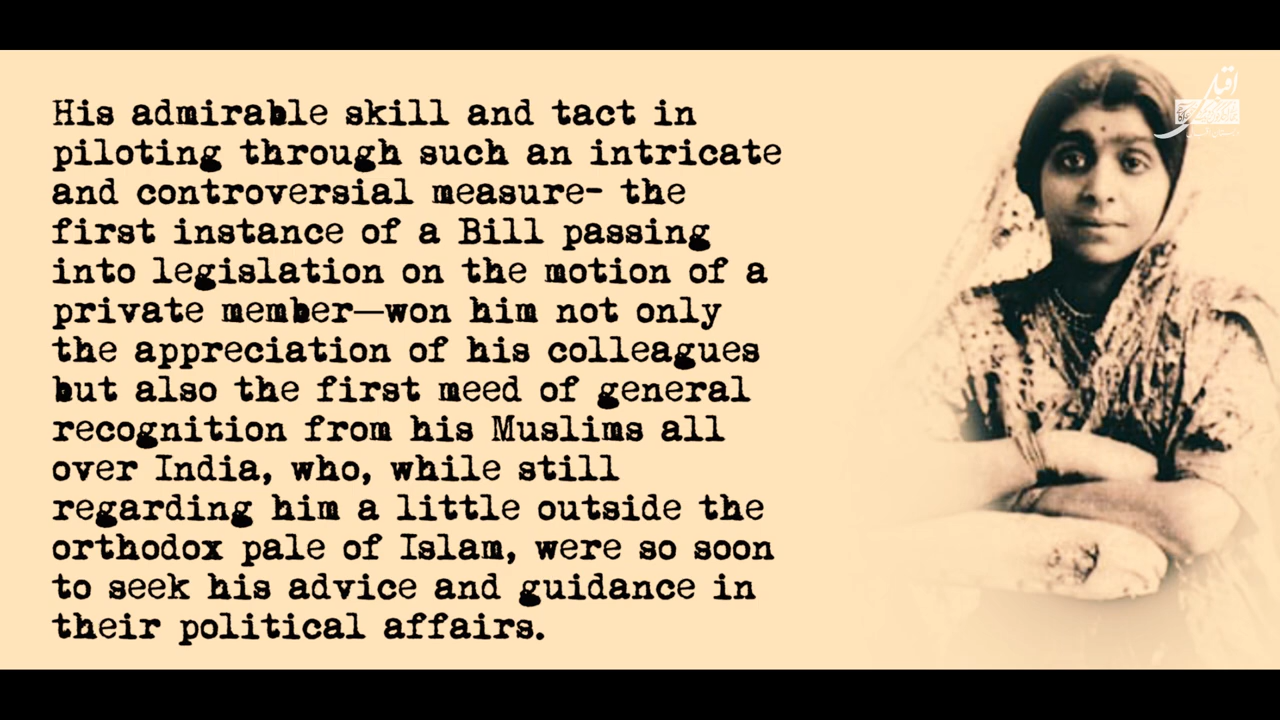 His admirable skill and tact in
piloting through such an intricate
and controversial measure- the
first instance of a Bill passing
into legislation on the motion of a
private member—won him not only
the appreciation of his colleagues
but also the first meed of general
recognition from his Muslims all
over India, who, while still
regarding him a little outside the
orthodox pale of Islam, were so soon
to seek his advice and guidance in
their political affairs.